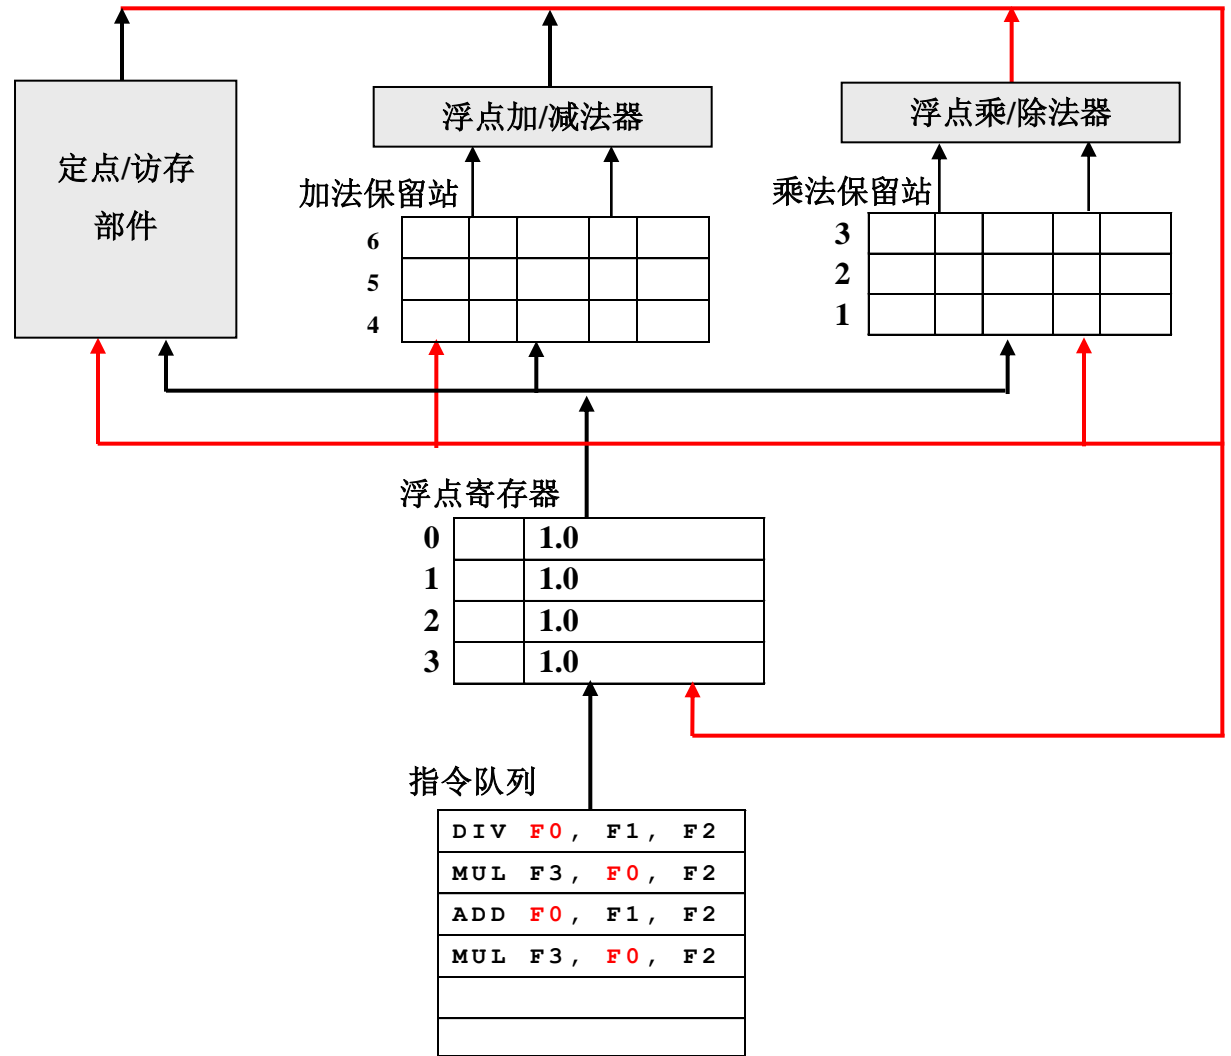 浮点加/减法器
浮点乘/除法器
定点/访存
部件
加法保留站
乘法保留站
6
5
4
3
2
1
浮点寄存器
0 1.0
1 1.0
2 1.0
3 1.0
指令队列
DIV F0, F1, F2
MUL F3, F0, F2
ADD F0, F1, F2
MUL F3, F0, F2